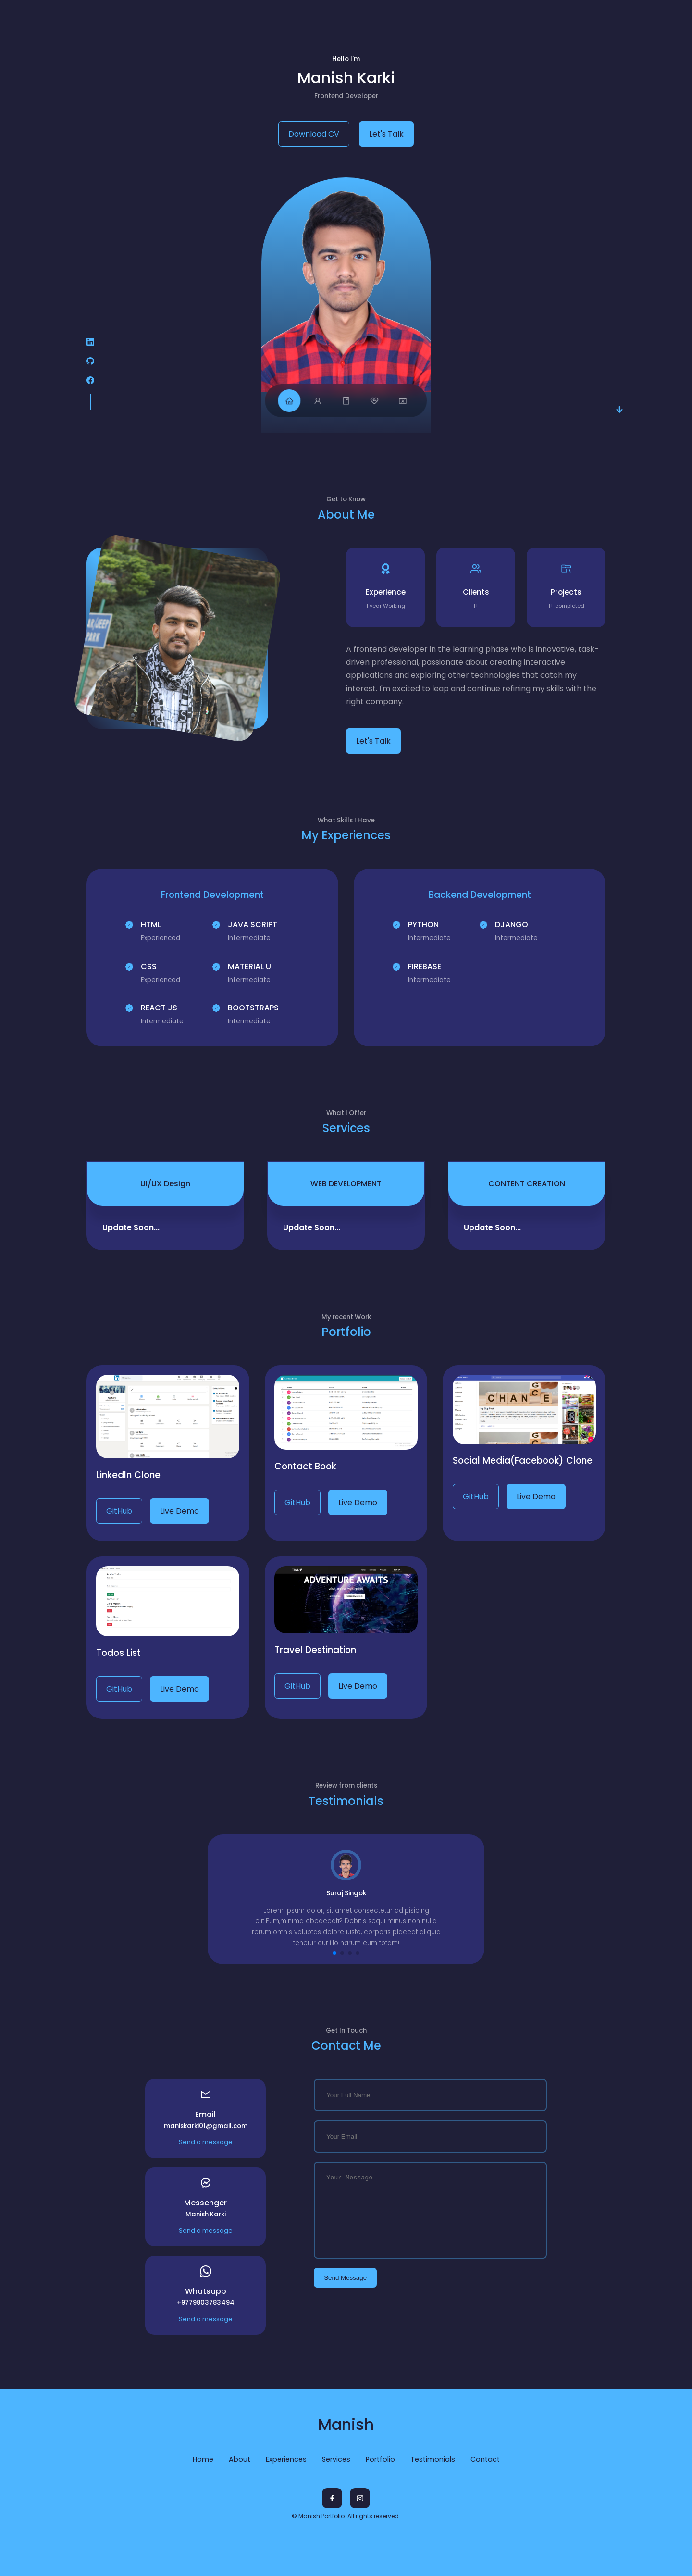 Hello I'm
Manish Karki
Frontend Developer
Download CV
Let's Talk
Get to Know
About Me
Experience
1 year Working
Clients
1+
Projects
1+ completed
A frontend developer in the learning phase who is innovative, task-
driven professional, passionate about creating interactive
applications and exploring other technologies that catch my
interest. I'm excited to leap and continue refining my skills with the
right company.
Let's Talk
What Skills I Have
My Experiences
Frontend Development
HTML
Experienced
JAVA SCRIPT
Intermediate
CSS
Experienced
MATERIAL UI
Intermediate
REACT JS
Intermediate
BOOTSTRAPS
Intermediate
Backend Development
PYTHON
Intermediate
DJANGO
Intermediate
FIREBASE
Intermediate
What I Offer
Services
UI/UX Design
Update Soon...
WEB DEVELOPMENT
Update Soon...
CONTENT CREATION
Update Soon...
My recent Work
Portfolio
LinkedIn Clone
GitHub
Live Demo
Contact Book
GitHub
Live Demo
CHANCE
Social Media(Facebook) Clone
GitHub
Live Demo
Todos List
GitHub
Live Demo
ADVENTURE AWAITS
Travel Destination
GitHub
Live Demo
Review from clients
Testimonials
Suraj Singok
Lorem ipsum dolor, sit amet consectetur adipisicing
elit.Eum,minima obcaecati? Debitis sequi minus non nulla
rerum omnis voluptas dolore iusto, corporis placeat aliquid
tenetur aut illo harum eum totam!
Get In Touch
Contact Me
Email
maniskarki01@gmail.com
Send a message
Messenger
Manish Karki
Send a message
Whatsapp
+9779803783494
Send a message
Your Full Name
Your Email
Your Message
Send Message
Manish
Home
About
Experiences
Services
Portfolio
Testimonials
Contact
© Manish Portfolio. All rights reserved.